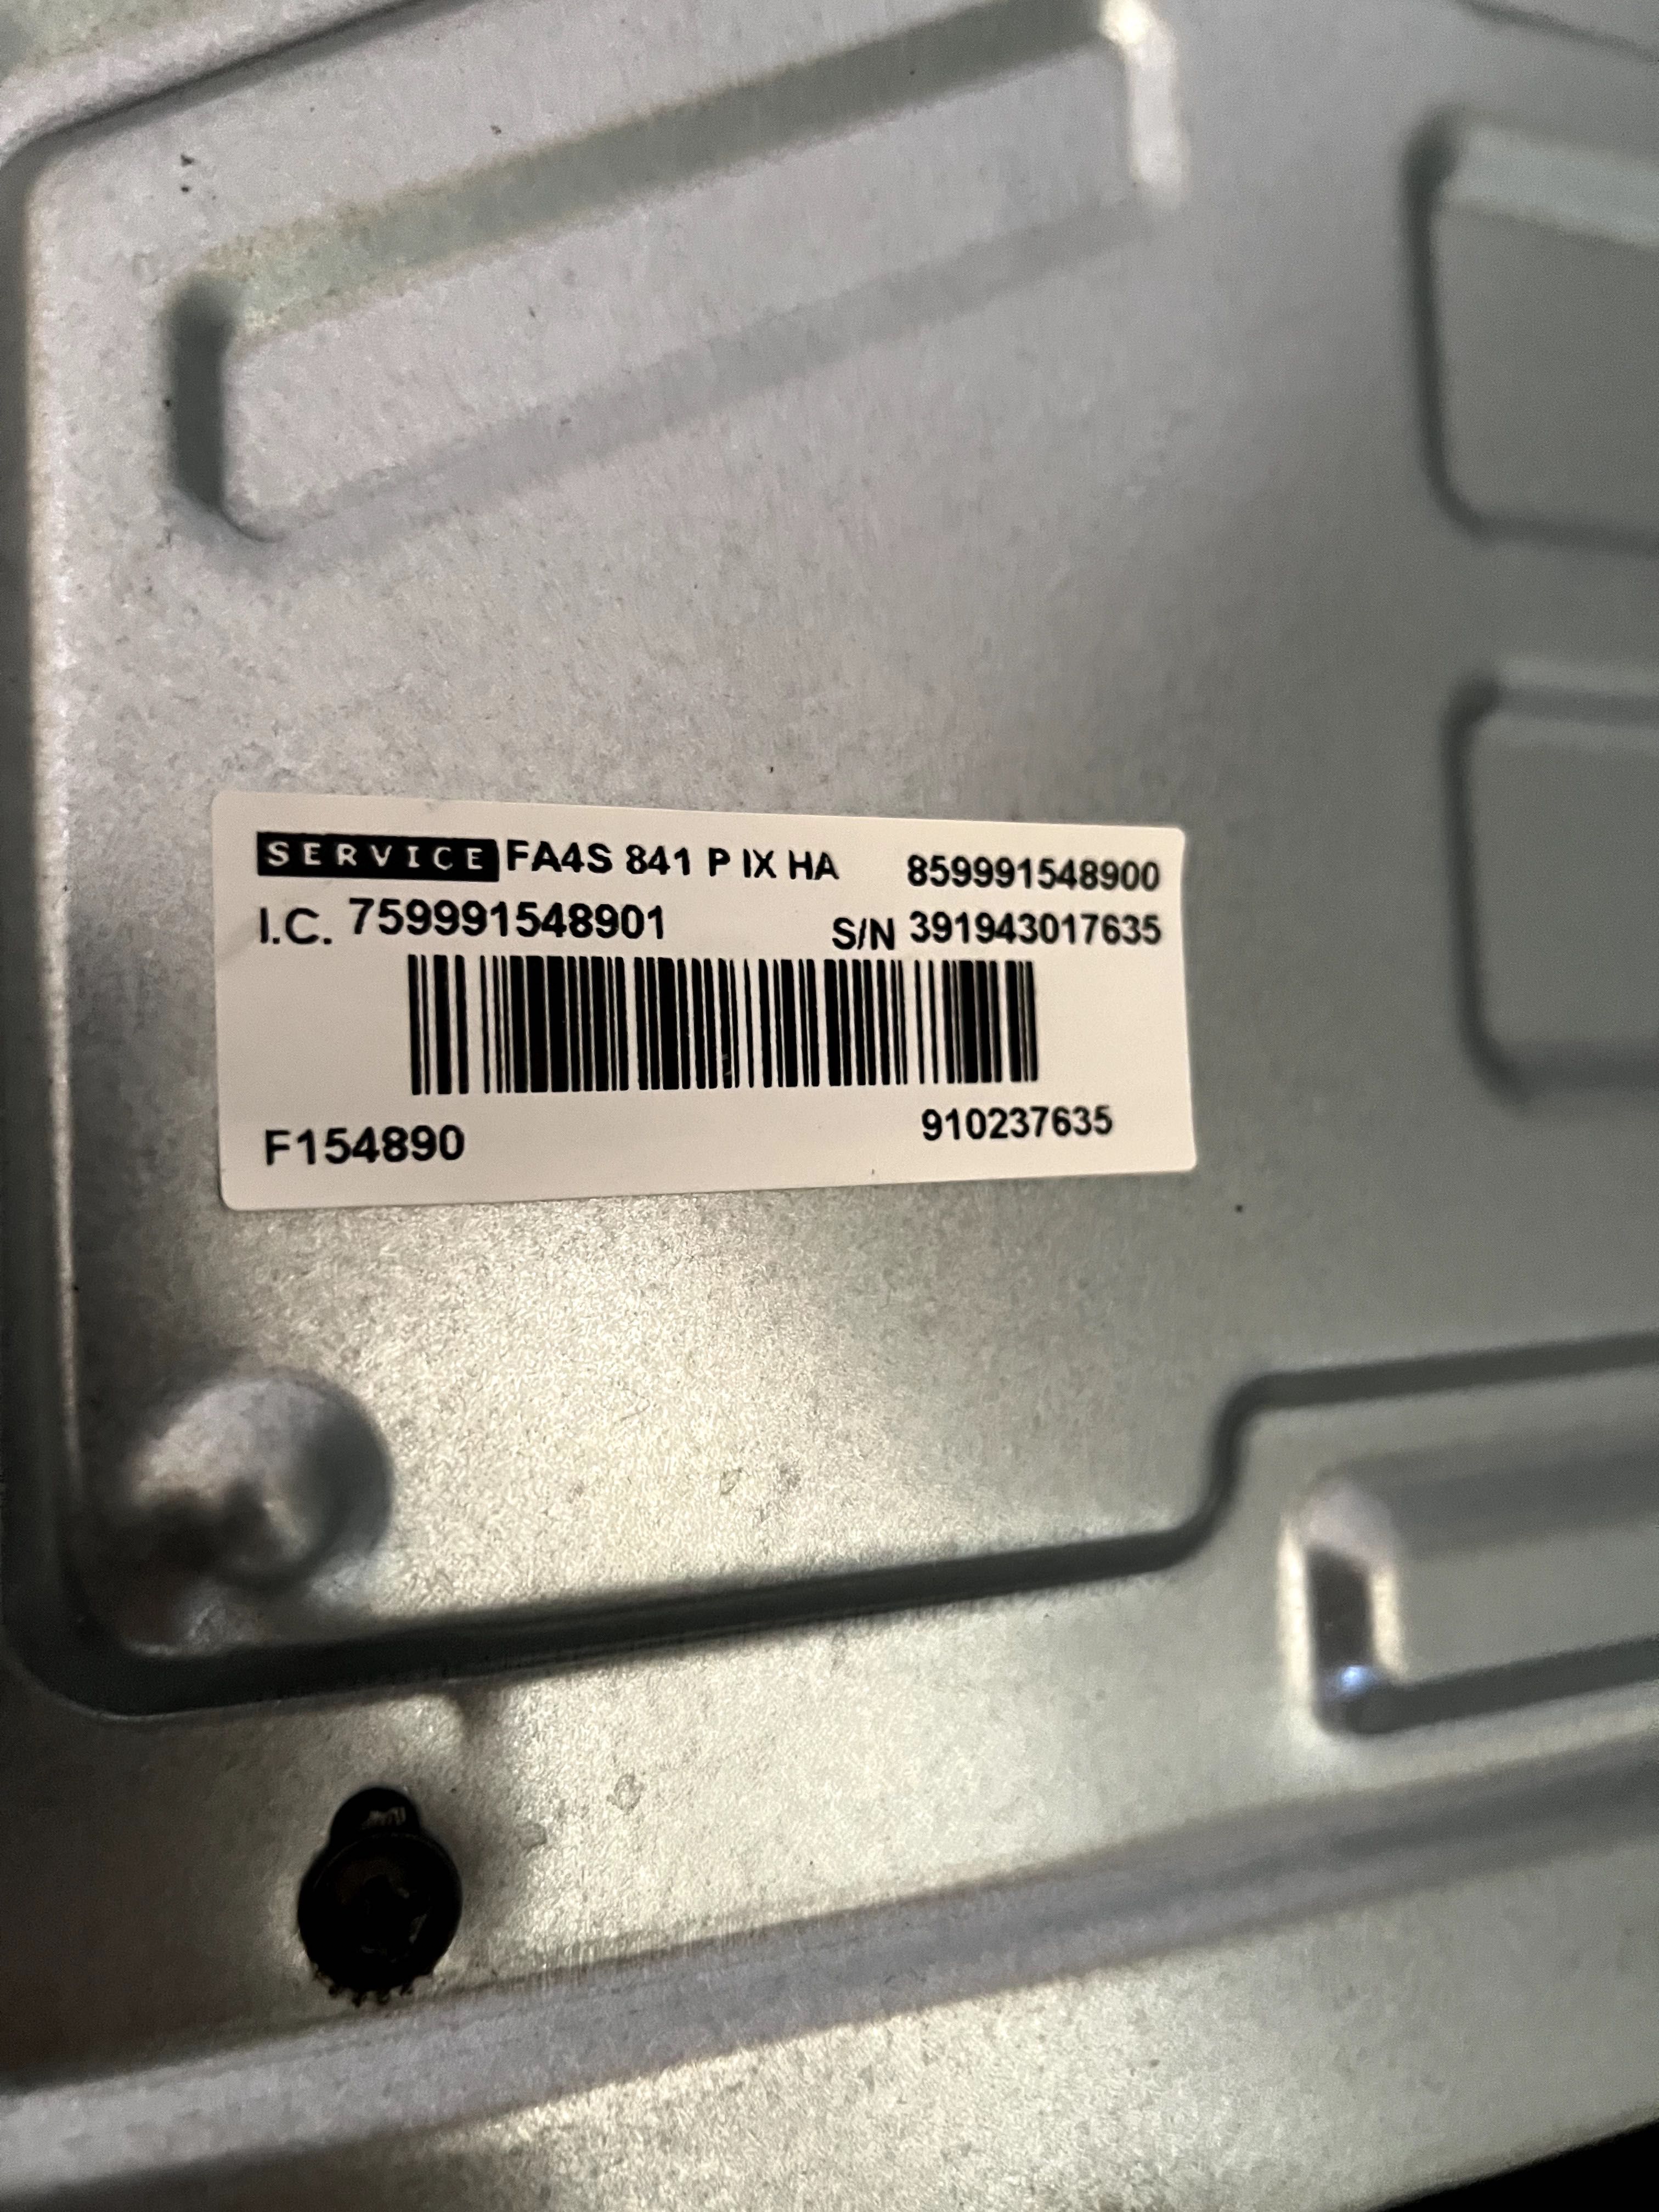 SERVICE FA4S 841 P IX HA 859991548900
I.C. 759991548901 S/N 391943017635
F154890 910237635